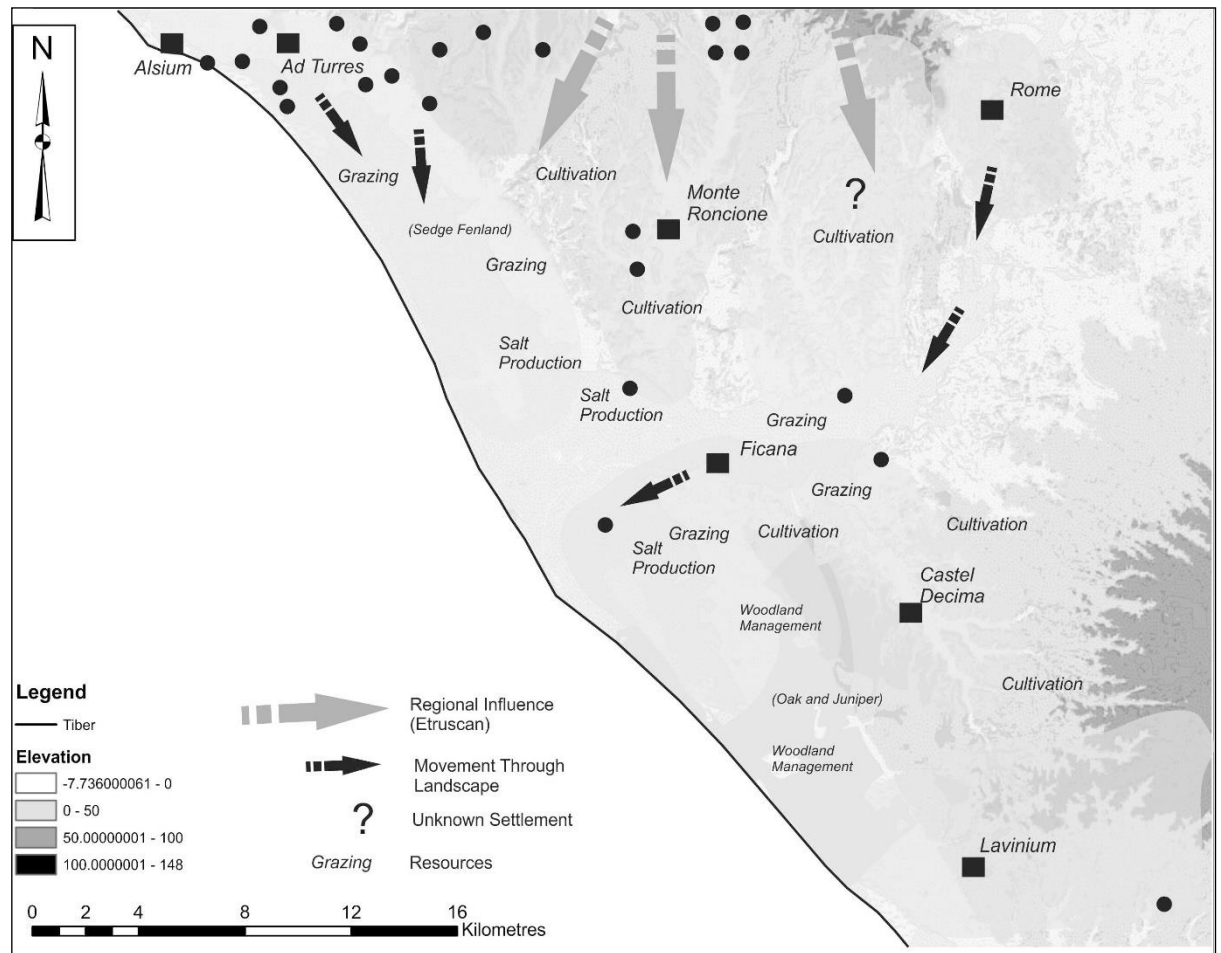 N
Alsium
Ad Turres
Rome
Grazing
Cultivation
Monte
Roncione
?
(Sedge Fenland)
Cultivation
Grazing
Cultivation
Salt
Production
Salt
Production
Grazing
Ficana
Grazing
Grazing
Cultivation
Cultivation
Salt
Production
Castel
Decima
Woodland
Management
Cultivation
(Oak and Juniper)
Woodland
Management
Lavinium
Legend
Tiber
Elevation
-7.736000061 - 0
0 - 50
50.00000001 - 100
100.0000001 - 148
Regional Influence
(Etruscan)
Movement Through
Landscape
?
Unknown Settlement
Grazing
Resources
0 2 4 8 12 16
Kilometres